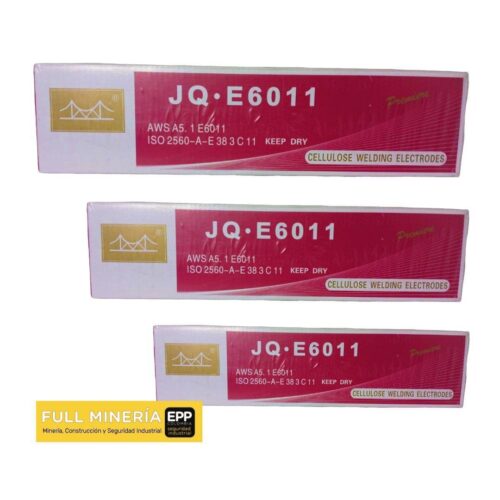 ®
JQ·E6011
Premium
AWS A5. 1 E6011
ISO 2560-A-E 38 3 C 11 KEEP DRY
CELLULOSE WELDING ELECTRODES
JQ·E6011
Premium
AWS A5. 1 E6011
ISO 2560-A-E 38 3 C 11 KEEP DRY
CELLULOSE WELDING ELECTRODES
JQ·E6011
Premium
AWS A5. 1 E6011
ISO 2560-A-E 38 3 C 11 KEEP DRY
CELLULOSE WELDING ELECTRODES
FULL MINERÍA
Minería, Construcción y Seguridad Industrial
EPP
COLOMBIA
seguridad
industrial